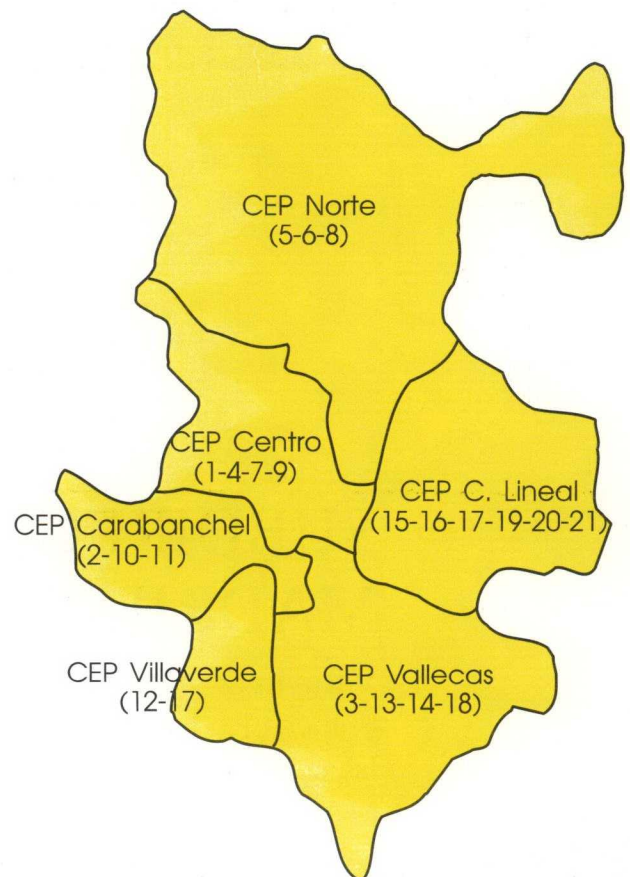 CEP Norte
(5-6-8)
CEP Centro
(1-4-7-9)
CEP C. Lineal
(15-16-17-19-20-21)
CEP Carabanchel
(2-10-11)
CEP Villaverde
(12-17)
CEP Vallecas
(3-13-14-18)